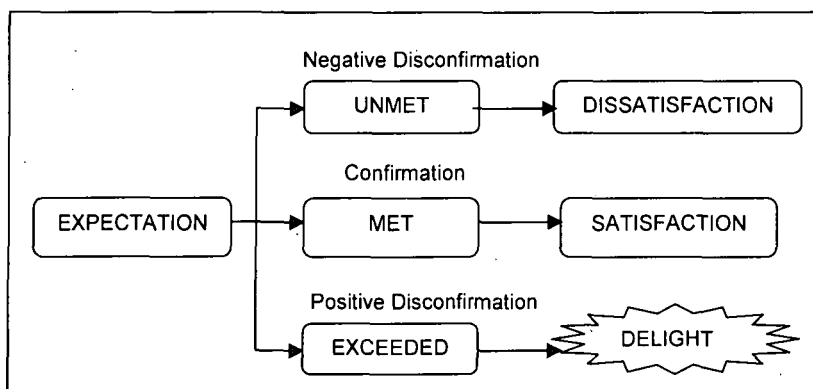 Negative Disconfirmation
UNMET
DISSATISFACTION
Confirmation
EXPECTATION
MET
SATISFACTION
Positive Disconfirmation
EXCEEDED
DELIGHT